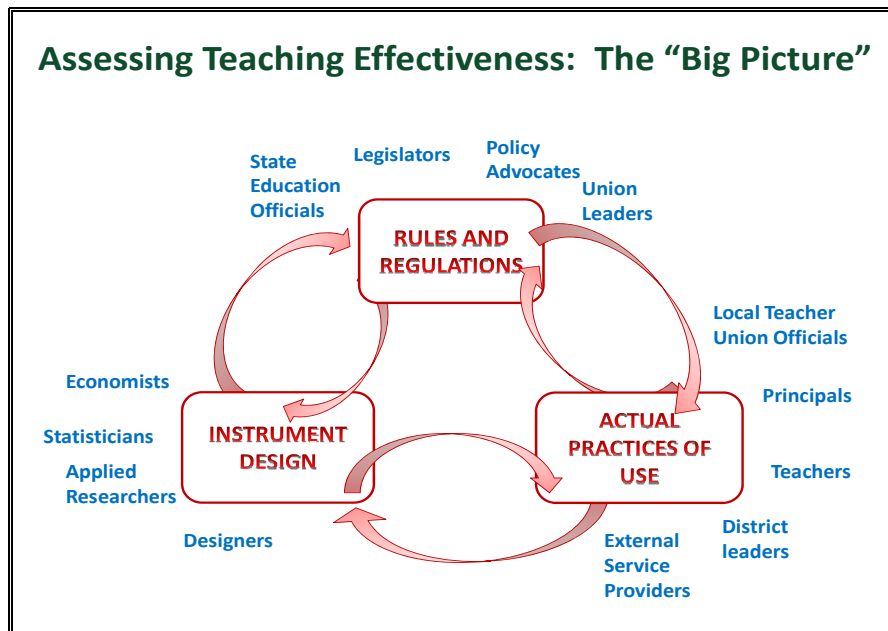 Assessing Teaching Effectiveness:  The “Big Picture”
State
Education
Officials
Legislators
Policy
Advocates
Union
Leaders
RULES AND
REGULATIONS
Local Teacher
Union Officials
Economists
Principals
INSTRUMENT
DESIGN
ACTUAL
PRACTICES OF
USE
Statisticians
Applied
Researchers
Teachers
Designers
External
Service
Providers
District
leaders